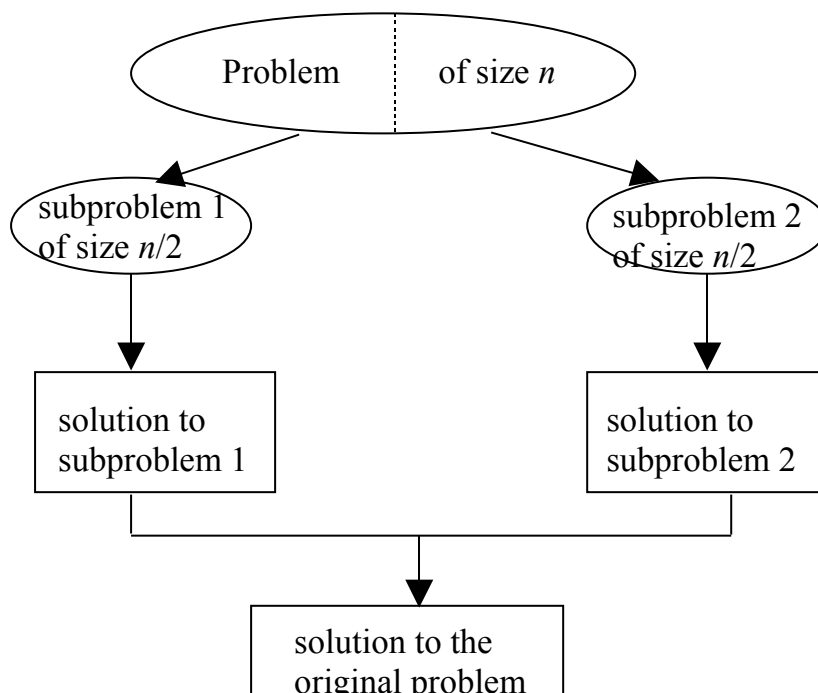 Problem of size n
subproblem 1
of size n/2
subproblem 2
of size n/2
solution to
subproblem 1
solution to
subproblem 2
solution to the
original problem